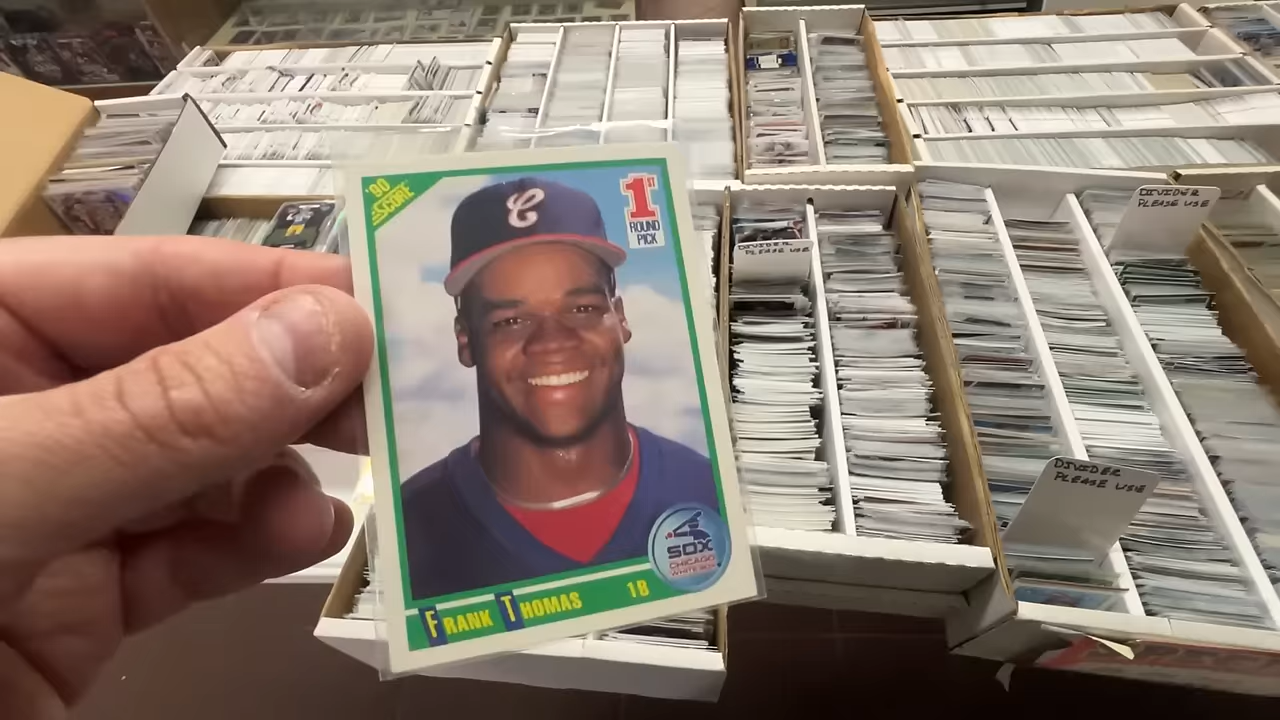 '90
SCORE
1st
ROUND
PICK
C
SOX
CHICAGO
WHITE SOX
FRANK THOMAS 1B
DIVIDER
PLEASE USE
DIVIDER
PLEASE USE
DIVIDER
PLEASE USE